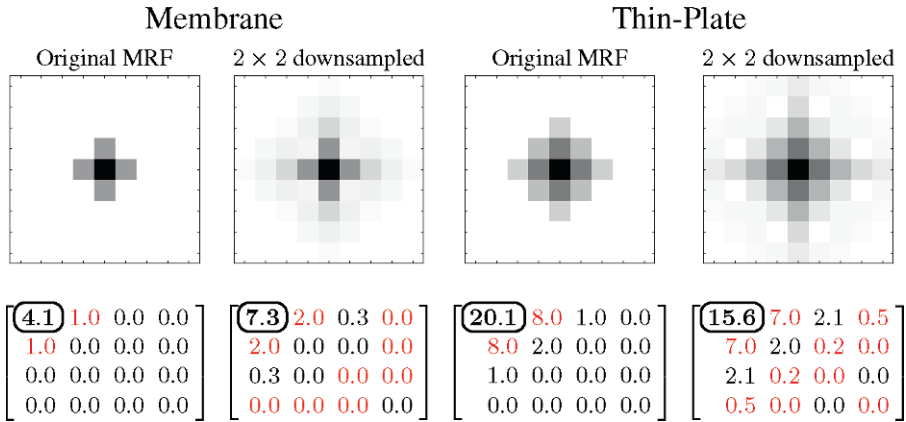 Membrane Thin-Plate
Original MRF 2 × 2 downsampled Original MRF 2 × 2 downsampled
4.1 1.0 0.0 0.0 7.3 2.0 0.3 0.0 20.1 8.0 1.0 0.0 15.6 7.0 2.1 0.5
1.0 0.0 0.0 0.0 2.0 0.0 0.0 0.0 8.0 2.0 0.0 0.0 7.0 2.0 0.2 0.0
0.0 0.0 0.0 0.0 0.3 0.0 0.0 0.0 1.0 0.0 0.0 0.0 2.1 0.2 0.0 0.0
0.0 0.0 0.0 0.0 0.0 0.0 0.0 0.0 0.0 0.0 0.0 0.0 0.5 0.0 0.0 0.0